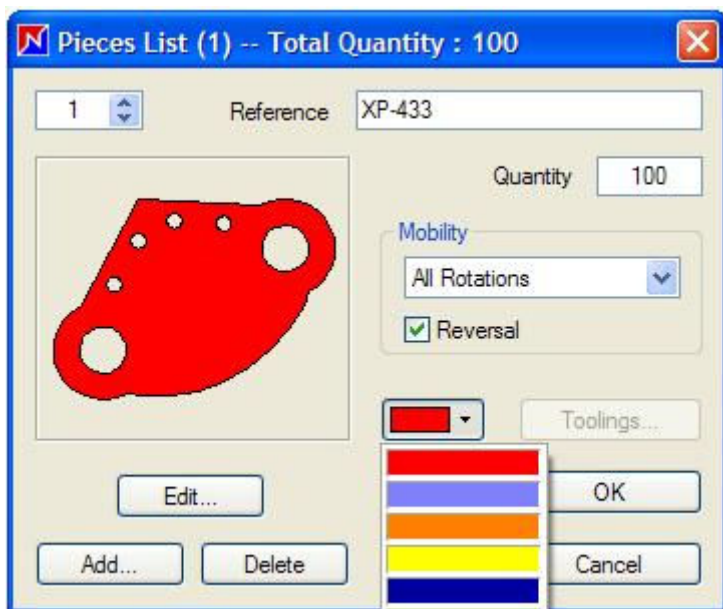 Pieces List (1) -- Total Quantity : 100
1 Reference XP-433
Quantity 100
Mobility
All Rotations
Reversal
Toolings...
Edit... OK
Add... Delete Cancel